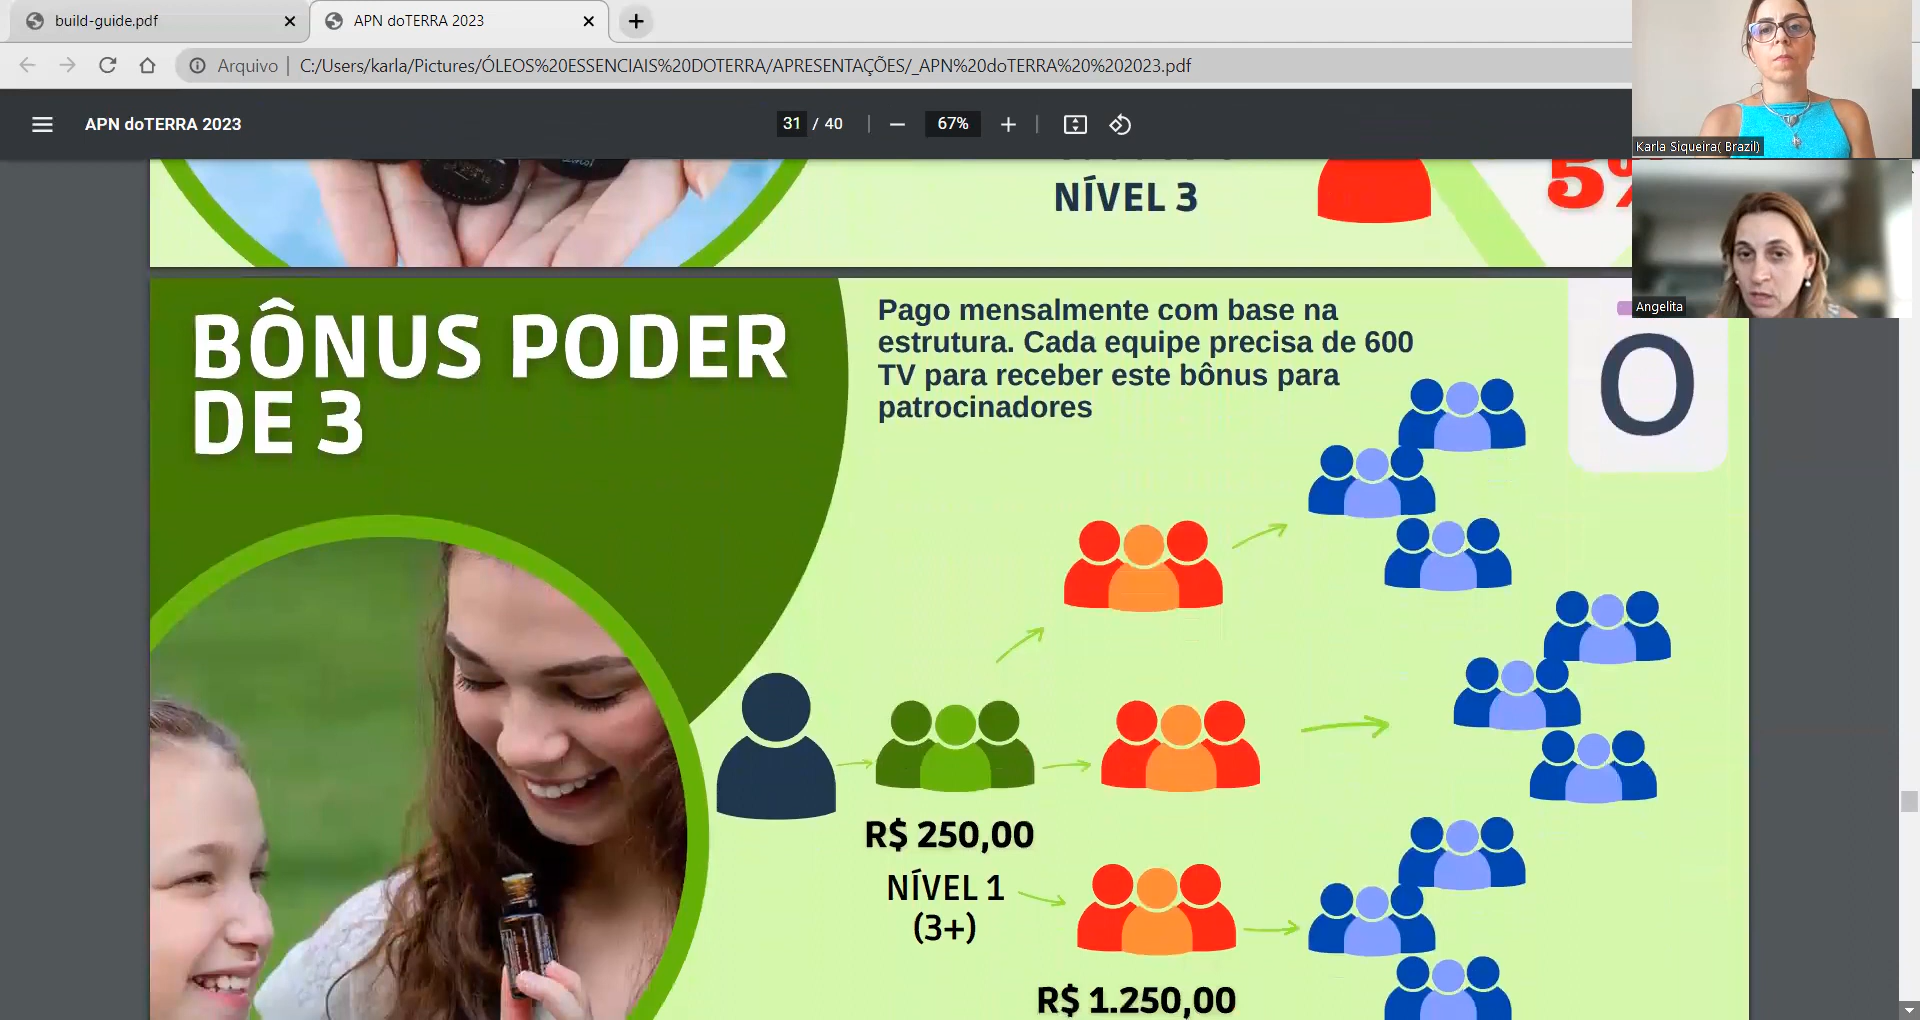 build-guide.pdf
APN doTERRA 2023
Arquivo
C:/Users/karla/Pictures/ÓLEOS%20ESSENCIAIS%20DOTERRA/APRESENTAÇÕES/_APN%20doTERRA%20%202023.pdf
APN doTERRA 2023
31 / 40
67%
Karla Siqueira( Brazil)
Angelita
NÍVEL 3
5%
BÔNUS PODER
DE 3
Pago mensalmente com base na
estrutura. Cada equipe precisa de 600
TV para receber este bônus para
patrocinadores
O
R$ 250,00
NÍVEL 1
(3+)
R$ 1.250,00